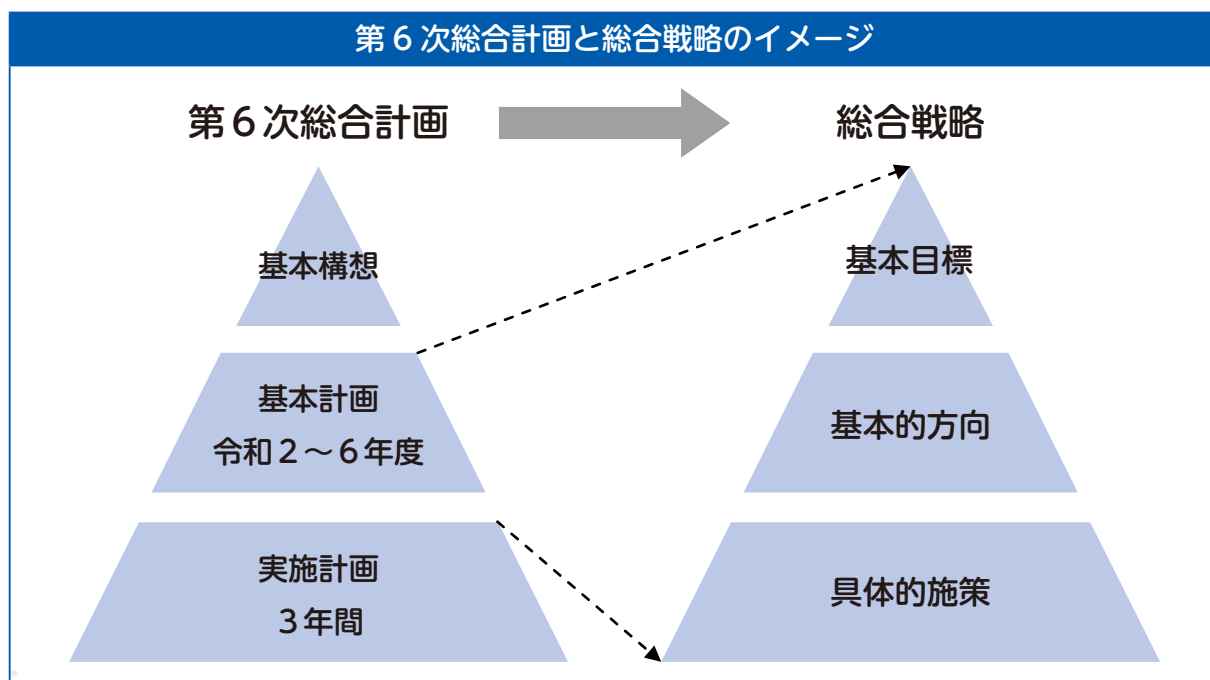 第6次総合計画と総合戦略のイメージ
第6次総合計画
総合戦略
基本構想
基本計画
令和2～6年度
実施計画
3年間
基本目標
基本的方向
具体的施策